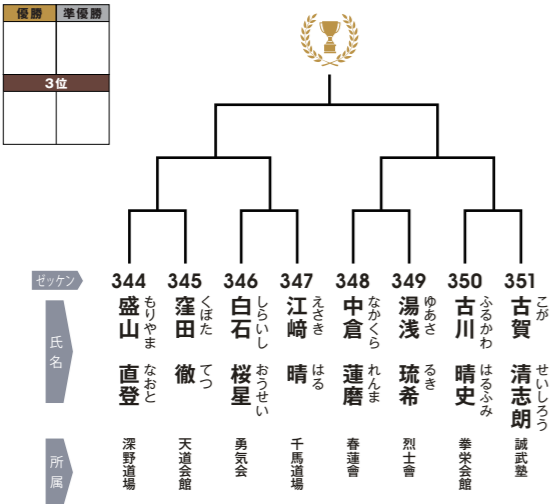 優勝 準優勝
3位
ゼッケン 344 345 346 347 348 349 350 351
氏名
盛山 直登 もりやま なおと
窪田 徹 くぼた てつ
白石 桜星 しらいし おうせい
江﨑 晴 えざき はる
中倉 蓮磨 なかくら れんま
湯浅 琉希 ゆあさ るき
古川 晴史 ふるかわ はるふみ
古賀 清志朗 こが せいしろう
所属
深野道場
天道会館
勇気会
千馬道場
春蓮會
烈士會
拳栄会館
誠武塾